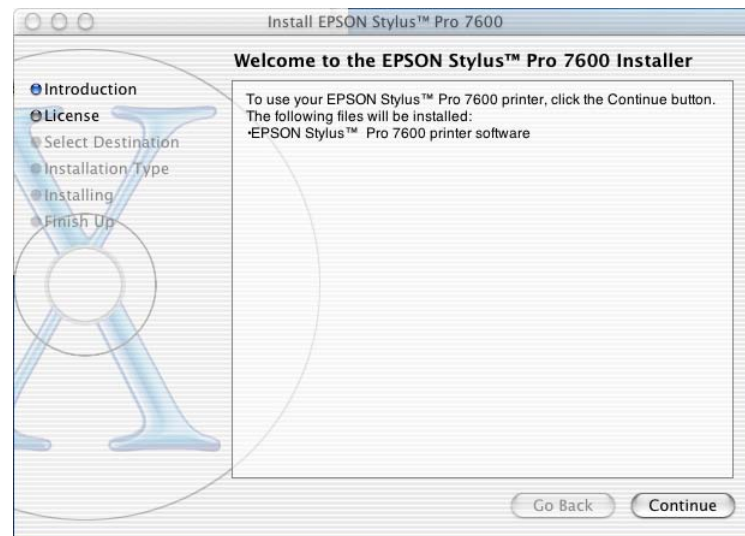 Install EPSON Stylus™ Pro 7600
Welcome to the EPSON Stylus™ Pro 7600 Installer
Introduction
License
Select Destination
Installation Type
Installing
Finish Up
To use your EPSON Stylus™ Pro 7600 printer, click the Continue button.
The following files will be installed:
•EPSON Stylus™ Pro 7600 printer software
Go Back
Continue